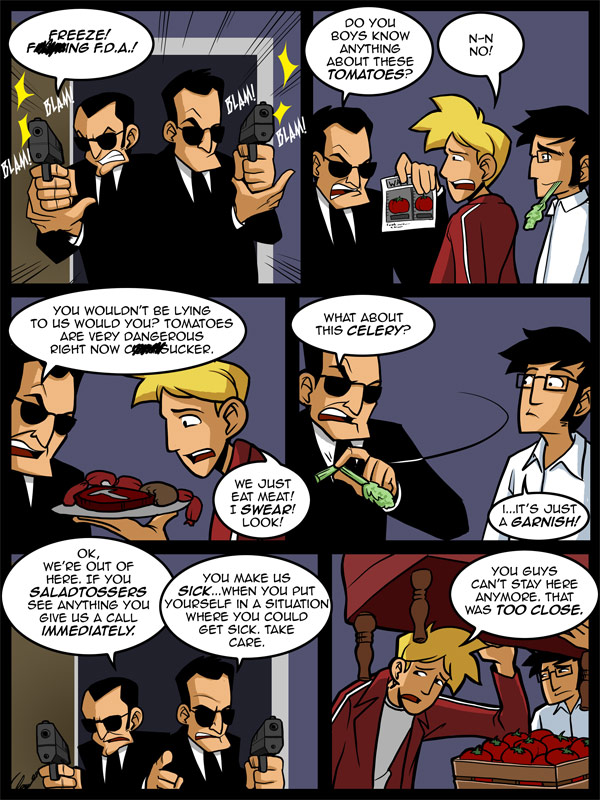 FREEZE!
F ING F.D.A.!
BLAM!
BLAM!
BLAM!
BLAM!
DO YOU
BOYS KNOW
ANYTHING
ABOUT THESE
TOMATOES?
N-N
NO!
YOU WOULDN'T BE LYING
TO US WOULD YOU? TOMATOES
ARE VERY DANGEROUS
RIGHT NOW C SUCKER.
WE JUST
EAT MEAT!
I SWEAR!
LOOK!
WHAT ABOUT
THIS CELERY?
I...IT'S JUST
A GARNISH!
OK,
WE'RE OUT OF
HERE. IF YOU
SALADTOSSERS
SEE ANYTHING YOU
GIVE US A CALL
IMMEDIATELY.
YOU MAKE US
SICK...WHEN YOU PUT
YOURSELF IN A SITUATION
WHERE YOU COULD
GET SICK. TAKE
CARE.
YOU GUYS
CAN'T STAY HERE
ANYMORE. THAT
WAS TOO CLOSE.